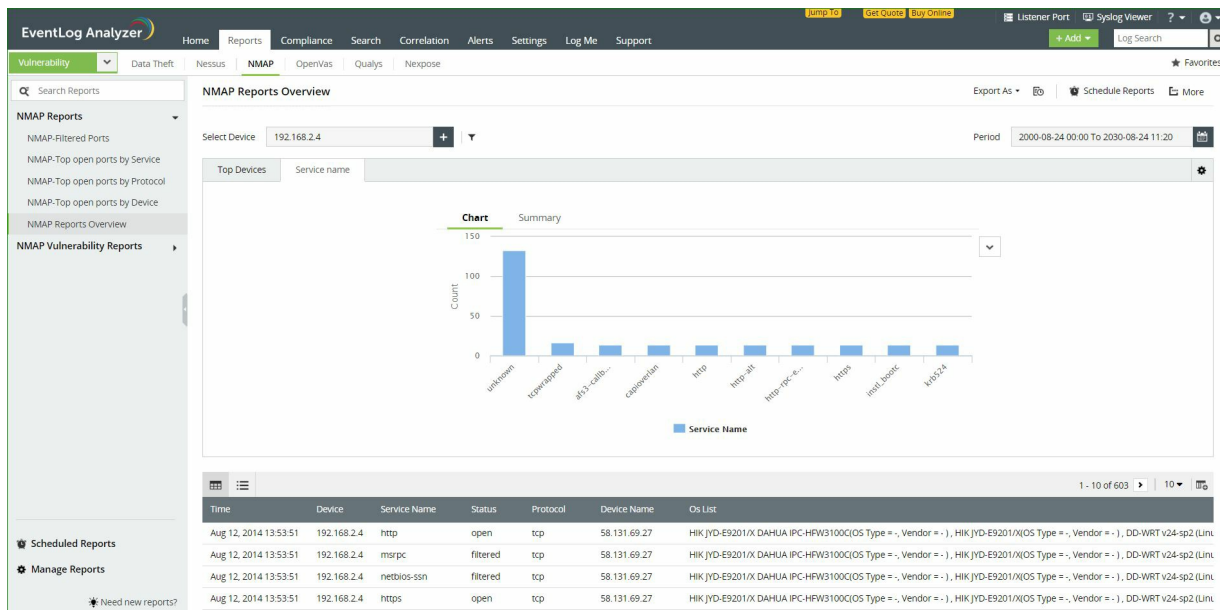 Jump To Get Quote Buy Online Listener Port Syslog Viewer ?
EventLog Analyzer
Home Reports Compliance Search Correlation Alerts Settings Log Me Support + Add Log Search
Vulnerability Data Theft Nessus NMAP OpenVas Qualys Nexpose Favorites
Search Reports
NMAP Reports
NMAP-Filtered Ports
NMAP-Top open ports by Service
NMAP-Top open ports by Protocol
NMAP-Top open ports by Device
NMAP Reports Overview
NMAP Vulnerability Reports
Scheduled Reports
Manage Reports
Need new reports?
NMAP Reports Overview Export As Schedule Reports More
Select Device 192.168.2.4 + Period 2000-08-24 00:00 To 2030-08-24 11:20
Top Devices Service name
Chart Summary
150
100
50
0
Count
unknown tcpwrapped afs3-callb... capioverlan http http-alt http-rpc-e... https instl_bootc krb524
Service Name
1 - 10 of 603 10
Time Device Service Name Status Protocol Device Name Os List
Aug 12, 2014 13:53:51 192.168.2.4 http open tcp 58.131.69.27 HIK JYD-E9201/X DAHUA IPC-HFW3100C(OS Type = -, Vendor = - ) , HIK JYD-E9201/X(OS Type = -, Vendor = - ) , DD-WRT v24-sp2 (Linu
Aug 12, 2014 13:53:51 192.168.2.4 msrpc filtered tcp 58.131.69.27 HIK JYD-E9201/X DAHUA IPC-HFW3100C(OS Type = -, Vendor = - ) , HIK JYD-E9201/X(OS Type = -, Vendor = - ) , DD-WRT v24-sp2 (Linu
Aug 12, 2014 13:53:51 192.168.2.4 netbios-ssn filtered tcp 58.131.69.27 HIK JYD-E9201/X DAHUA IPC-HFW3100C(OS Type = -, Vendor = - ) , HIK JYD-E9201/X(OS Type = -, Vendor = - ) , DD-WRT v24-sp2 (Linu
Aug 12, 2014 13:53:51 192.168.2.4 https open tcp 58.131.69.27 HIK JYD-E9201/X DAHUA IPC-HFW3100C(OS Type = -, Vendor = - ) , HIK JYD-E9201/X(OS Type = -, Vendor = - ) , DD-WRT v24-sp2 (Linu